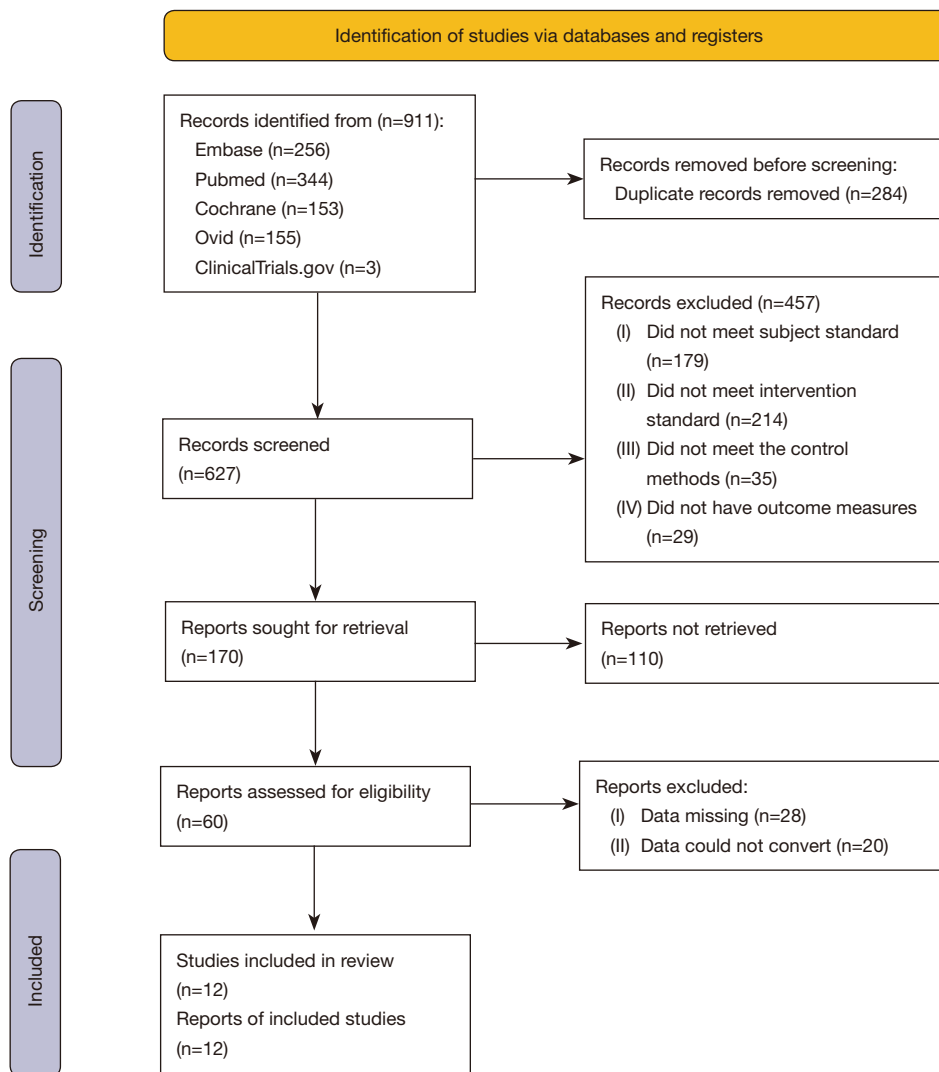 Identification of studies via databases and registers
Identification
Records identified from (n=911):
Embase (n=256)
Pubmed (n=344)
Cochrane (n=153)
Ovid (n=155)
ClinicalTrials.gov (n=3)
Records removed before screening:
Duplicate records removed (n=284)
Screening
Records screened
(n=627)
Records excluded (n=457)
(I) Did not meet subject standard
(n=179)
(II) Did not meet intervention
standard (n=214)
(III) Did not meet the control
methods (n=35)
(IV) Did not have outcome measures
(n=29)
Reports sought for retrieval
(n=170)
Reports not retrieved
(n=110)
Reports assessed for eligibility
(n=60)
Reports excluded:
(I) Data missing (n=28)
(II) Data could not convert (n=20)
Included
Studies included in review
(n=12)
Reports of included studies
(n=12)